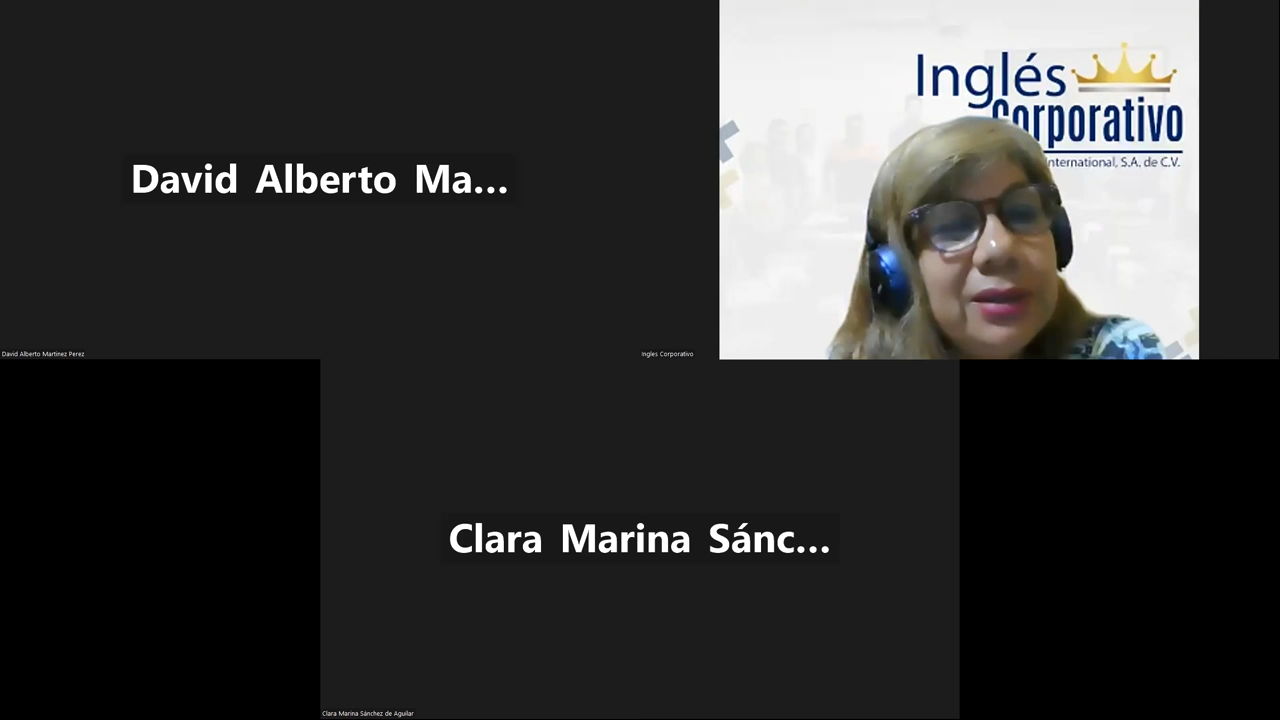 David Alberto Ma...
David Alberto Martinez Perez
Inglés
Corporativo
International, S.A. de C.V.
Ingles Corporativo
Clara Marina Sánc...
Clara Marina Sánchez de Aguilar